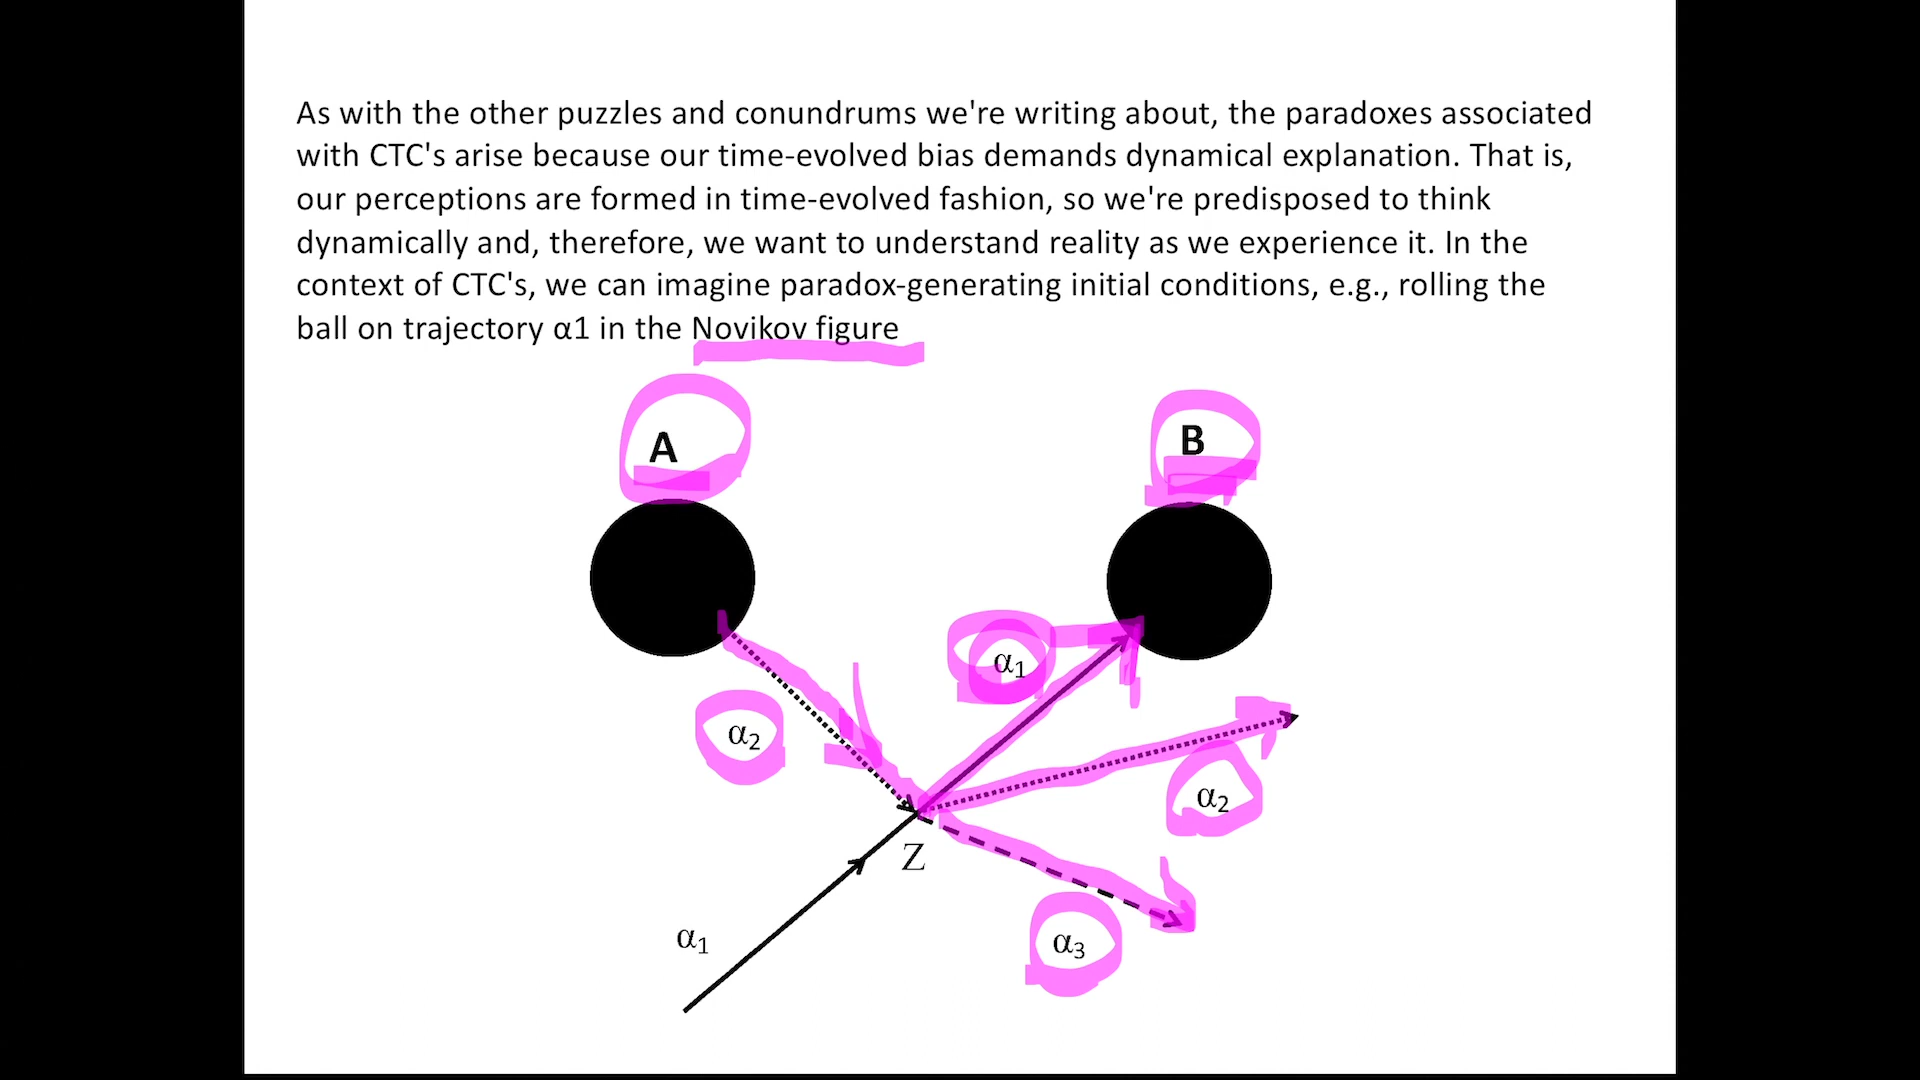 As with the other puzzles and conundrums we're writing about, the paradoxes associated
with CTC's arise because our time-evolved bias demands dynamical explanation. That is,
our perceptions are formed in time-evolved fashion, so we're predisposed to think
dynamically and, therefore, we want to understand reality as we experience it. In the
context of CTC's, we can imagine paradox-generating initial conditions, e.g., rolling the
ball on trajectory α1 in the Novikov figure
A
B
α₁
α₂
α₂
Z
α₁
α₃